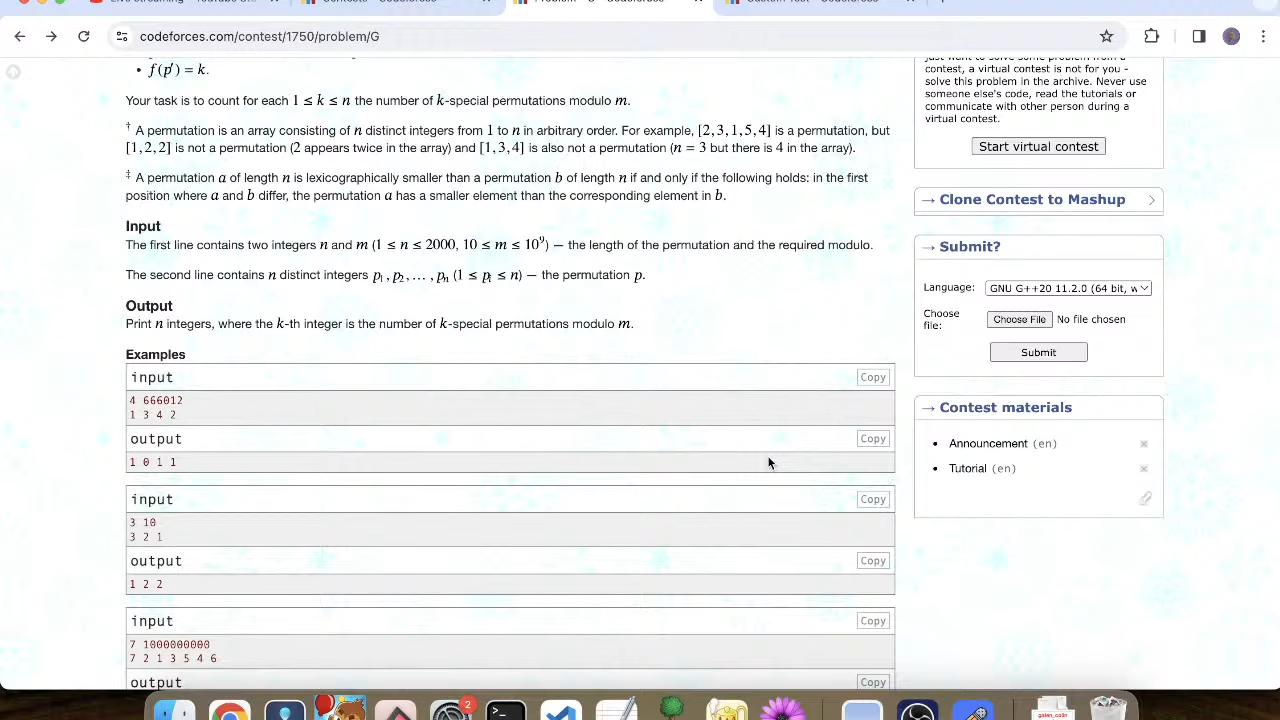 codeforces.com/contest/1750/problem/G
• f(p′) = k.
Your task is to count for each 1 ≤ k ≤ n the number of k-special permutations modulo m.
† A permutation is an array consisting of n distinct integers from 1 to n in arbitrary order. For example, [2,3,1,5,4] is a permutation, but
[1,2,2] is not a permutation (2 appears twice in the array) and [1,3,4] is also not a permutation (n = 3 but there is 4 in the array).
‡ A permutation a of length n is lexicographically smaller than a permutation b of length n if and only if the following holds: in the first
position where a and b differ, the permutation a has a smaller element than the corresponding element in b.
Input
The first line contains two integers n and m (1 ≤ n ≤ 2000, 10 ≤ m ≤ 10⁹) — the length of the permutation and the required modulo.
The second line contains n distinct integers p₁, p₂, … , pₙ (1 ≤ pᵢ ≤ n) — the permutation p.
Output
Print n integers, where the k-th integer is the number of k-special permutations modulo m.
Examples
input
Copy
4 666012
1 3 4 2
output
Copy
1 0 1 1
input
Copy
3 10
3 2 1
output
Copy
1 2 2
input
Copy
7 1000000000
7 2 1 3 5 4 6
output
Copy
just want to solve some problem from a
contest, a virtual contest is not for you -
solve this problem in the archive. Never use
someone else's code, read the tutorials or
communicate with other person during a
virtual contest.
Start virtual contest
→ Clone Contest to Mashup
→ Submit?
Language:
GNU G++20 11.2.0 (64 bit, w
Choose
file:
Choose File No file chosen
Submit
→ Contest materials
• Announcement (en)
• Tutorial (en)
2
galen_colin